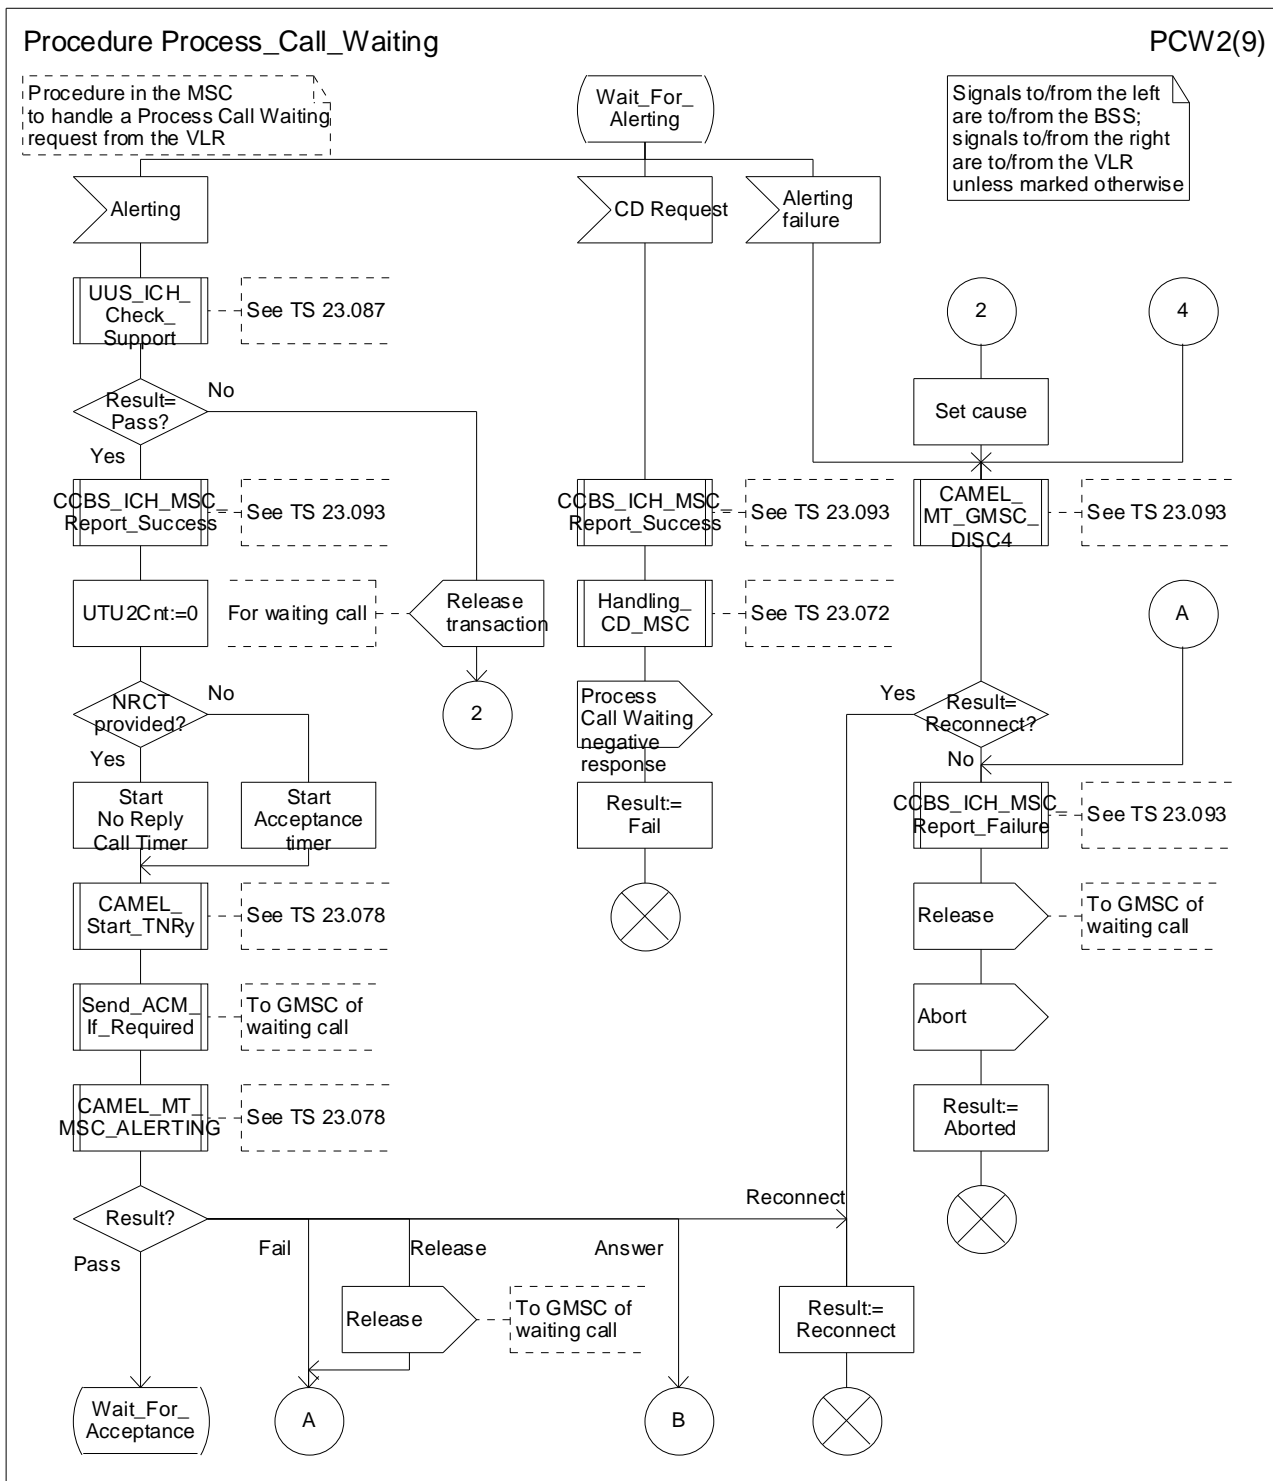 Procedure Process_Call_Waiting
PCW2(9)
Procedure in the MSC
to handle a Process Call Waiting
request from the VLR
Wait_For_
Alerting
Signals to/from the left
are to/from the BSS;
signals to/from the right
are to/from the VLR
unless marked otherwise
Alerting
CD Request
Alerting
failure
UUS_ICH_
Check_
Support
See TS 23.087
2
4
Result=
Pass?
No
Yes
Set cause
CCBS_ICH_MSC_
Report_Success
See TS 23.093
CCBS_ICH_MSC_
Report_Success
See TS 23.093
CAMEL_
MT_GMSC_
DISC4
See TS 23.093
UTU2Cnt:=0
For waiting call
Release
transaction
Handling_
CD_MSC
See TS 23.072
A
NRCT
provided?
No
Yes
2
Process
Call Waiting
negative
response
Yes
Result=
Reconnect?
No
Start
No Reply
Call Timer
Start
Acceptance
timer
Result:=
Fail
CCBS_ICH_MSC_
Report_Failure
See TS 23.093
CAMEL_
Start_TNRy
See TS 23.078
Release
To GMSC of
waiting call
Send_ACM_
If_Required
To GMSC of
waiting call
Abort
CAMEL_MT_
MSC_ALERTING
See TS 23.078
Result:=
Aborted
Result?
Reconnect
Pass
Fail
Release
Answer
Release
To GMSC of
waiting call
Result:=
Reconnect
Wait_For_
Acceptance
A
B